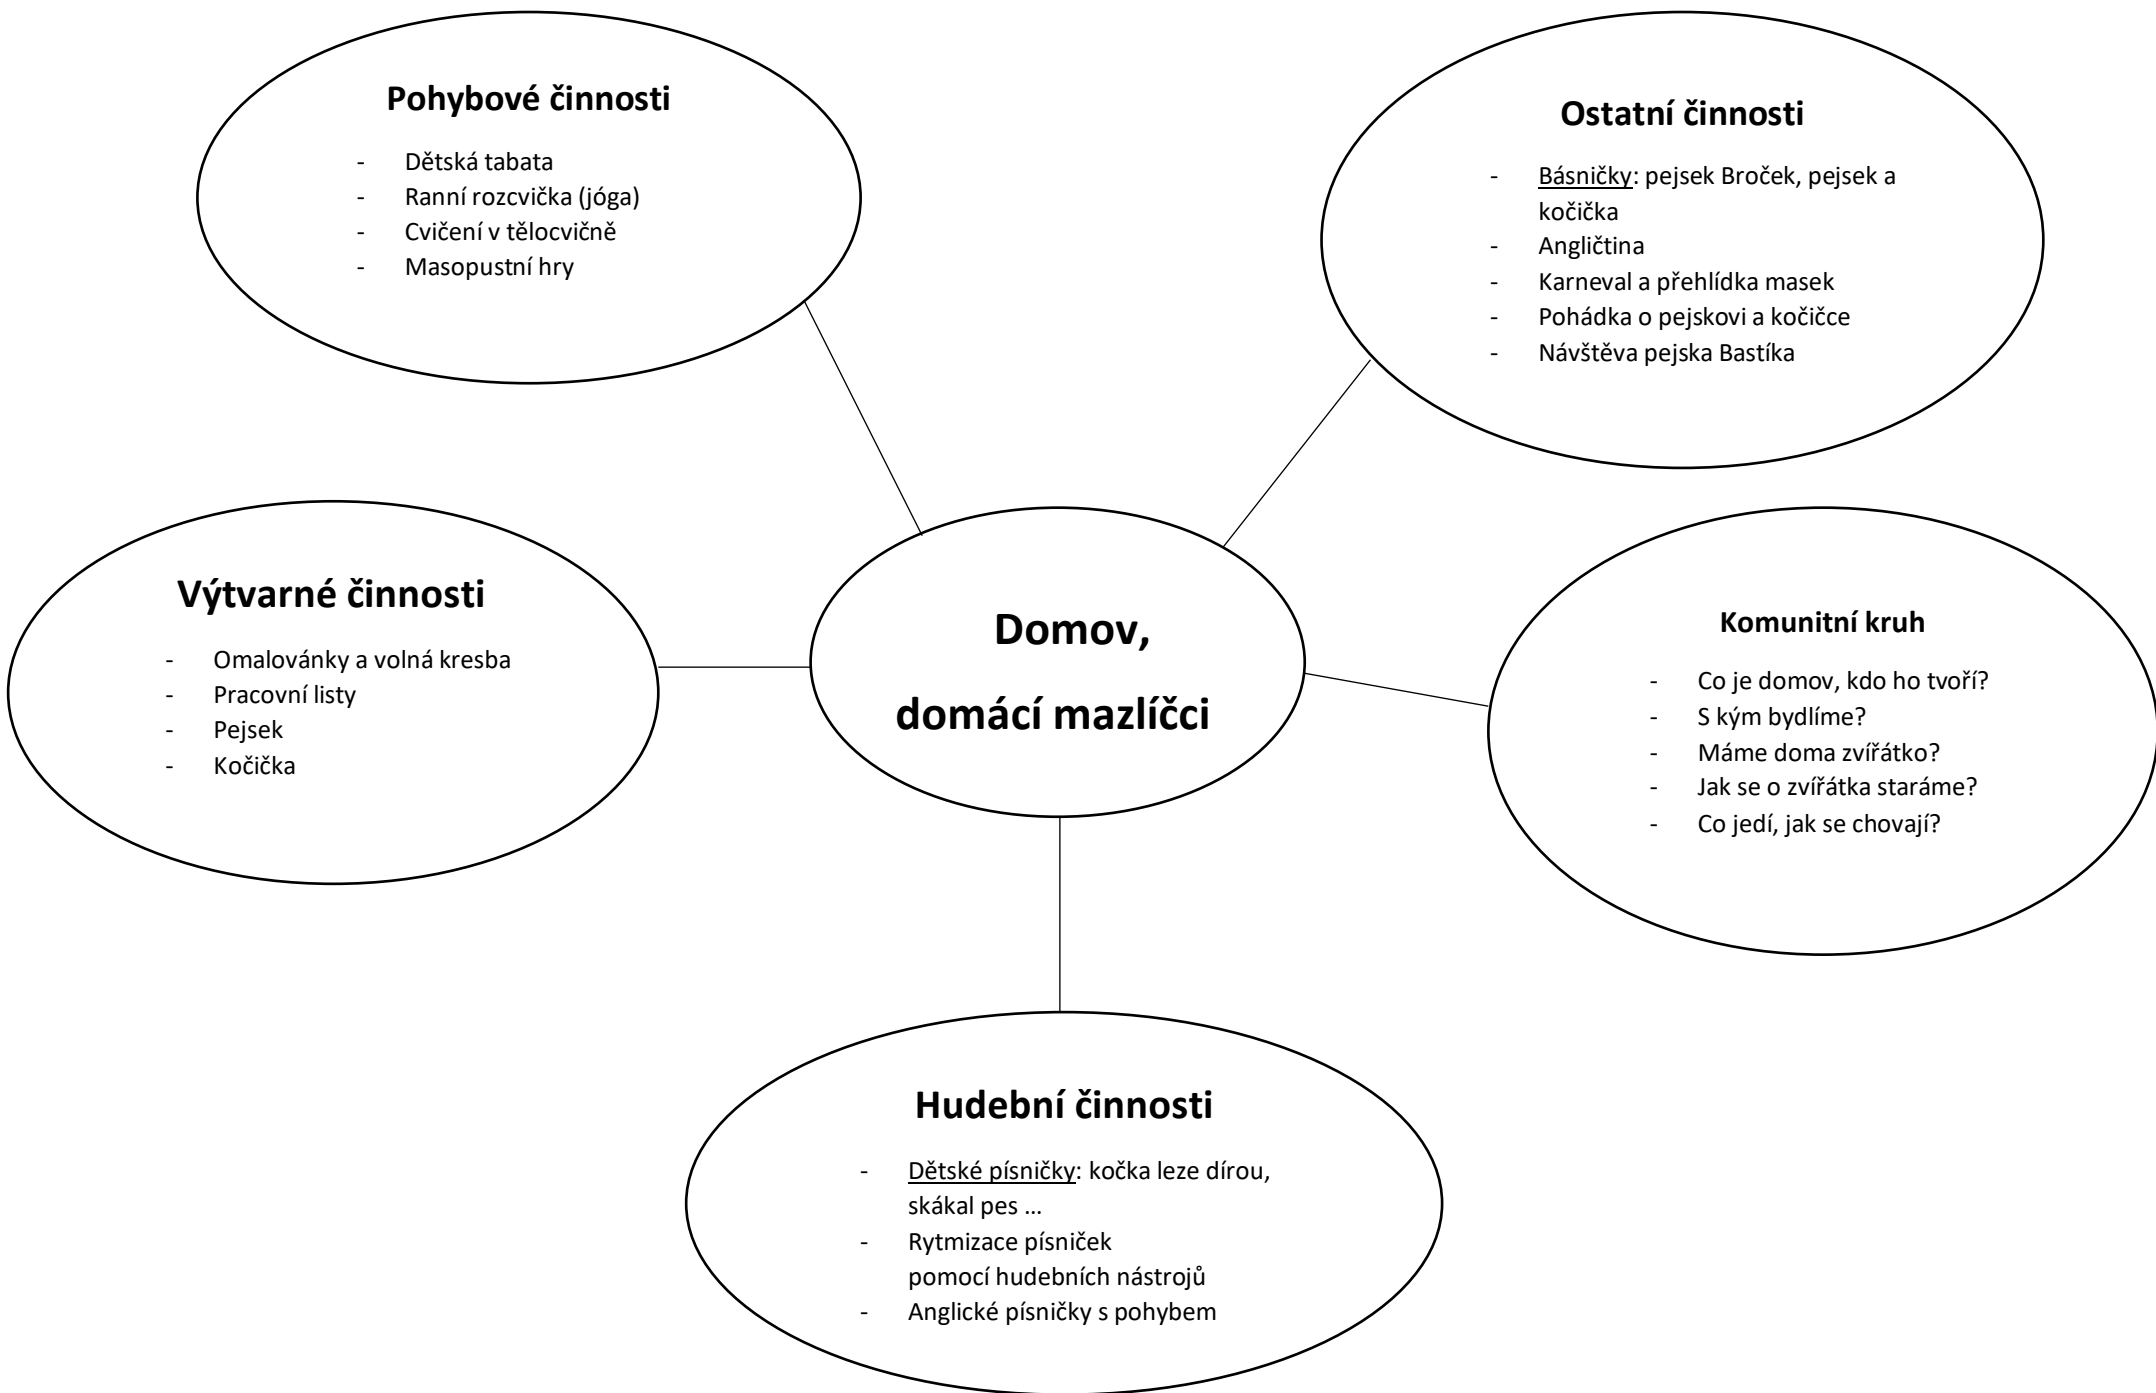 Pohybové činnosti
- Dětská tabata
- Ranní rozcvička (jóga)
- Cvičení v tělocvičně
- Masopustní hry
Ostatní činnosti
- Básničky: pejsek Broček, pejsek a
kočička
- Angličtina
- Karneval a přehlídka masek
- Pohádka o pejskovi a kočičce
- Návštěva pejska Bastíka
Výtvarné činnosti
- Omalovánky a volná kresba
- Pracovní listy
- Pejsek
- Kočička
Domov,
domácí mazlíčci
Komunitní kruh
- Co je domov, kdo ho tvoří?
- S kým bydlíme?
- Máme doma zvířátko?
- Jak se o zvířátka staráme?
- Co jedí, jak se chovají?
Hudební činnosti
- Dětské písničky: kočka leze dírou,
skákal pes …
- Rytmizace písniček
pomocí hudebních nástrojů
- Anglické písničky s pohybem